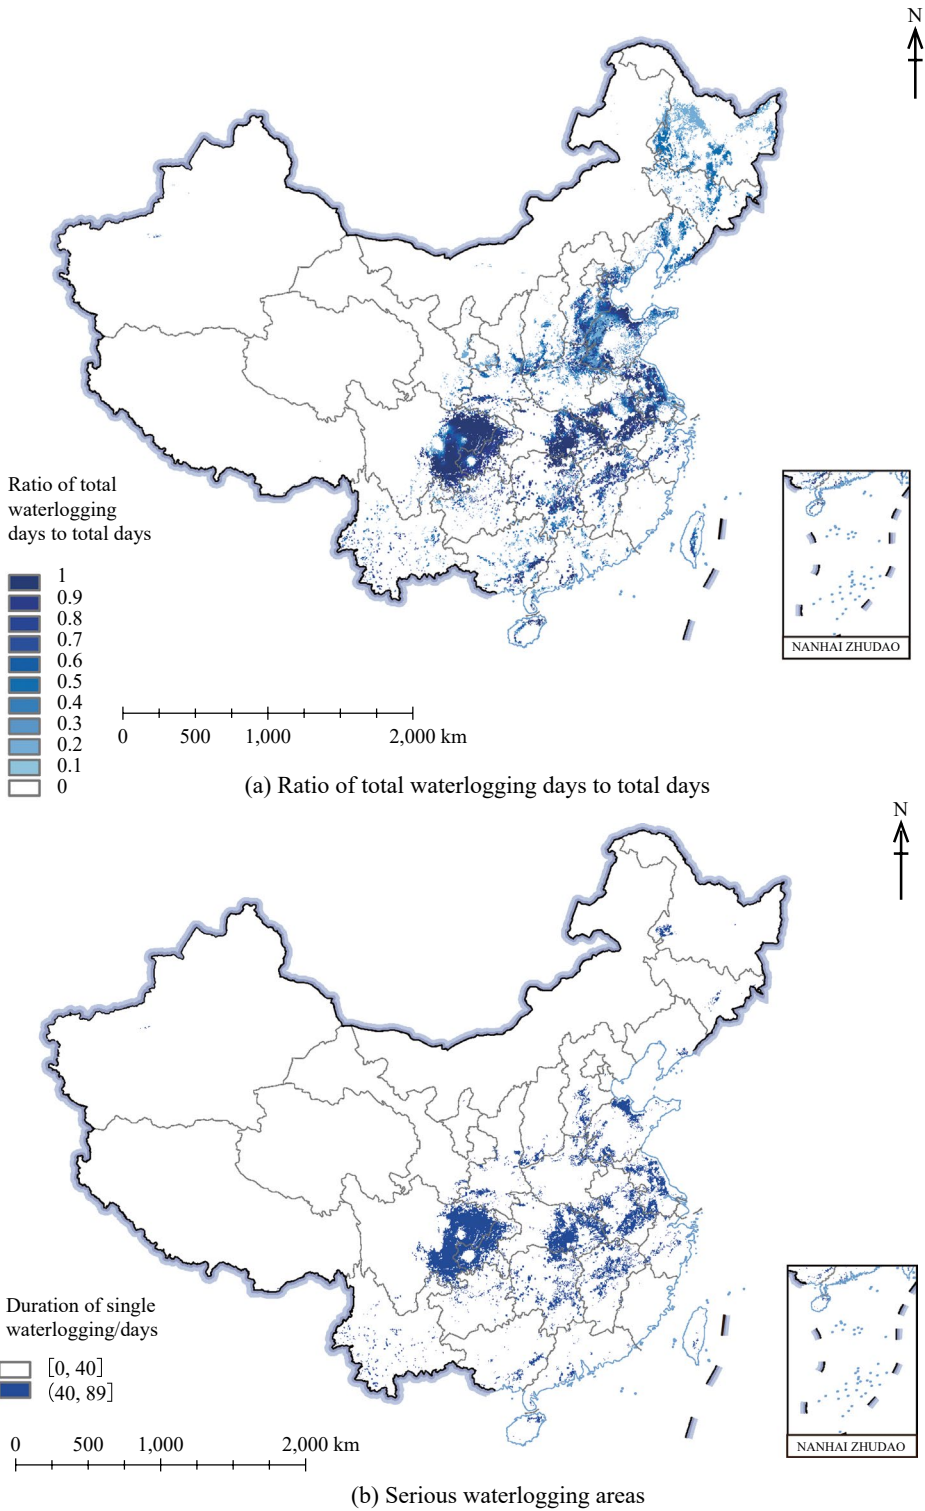 N
Ratio of total
waterlogging
days to total days
1
0.9
0.8
0.7
0.6
0.5
0.4
0.3
0.2
0.1
0
NANHAI ZHUDAO
0 500 1,000 2,000 km
(a) Ratio of total waterlogging days to total days
N
Duration of single
waterlogging/days
[0, 40]
(40, 89]
NANHAI ZHUDAO
0 500 1,000 2,000 km
(b) Serious waterlogging areas